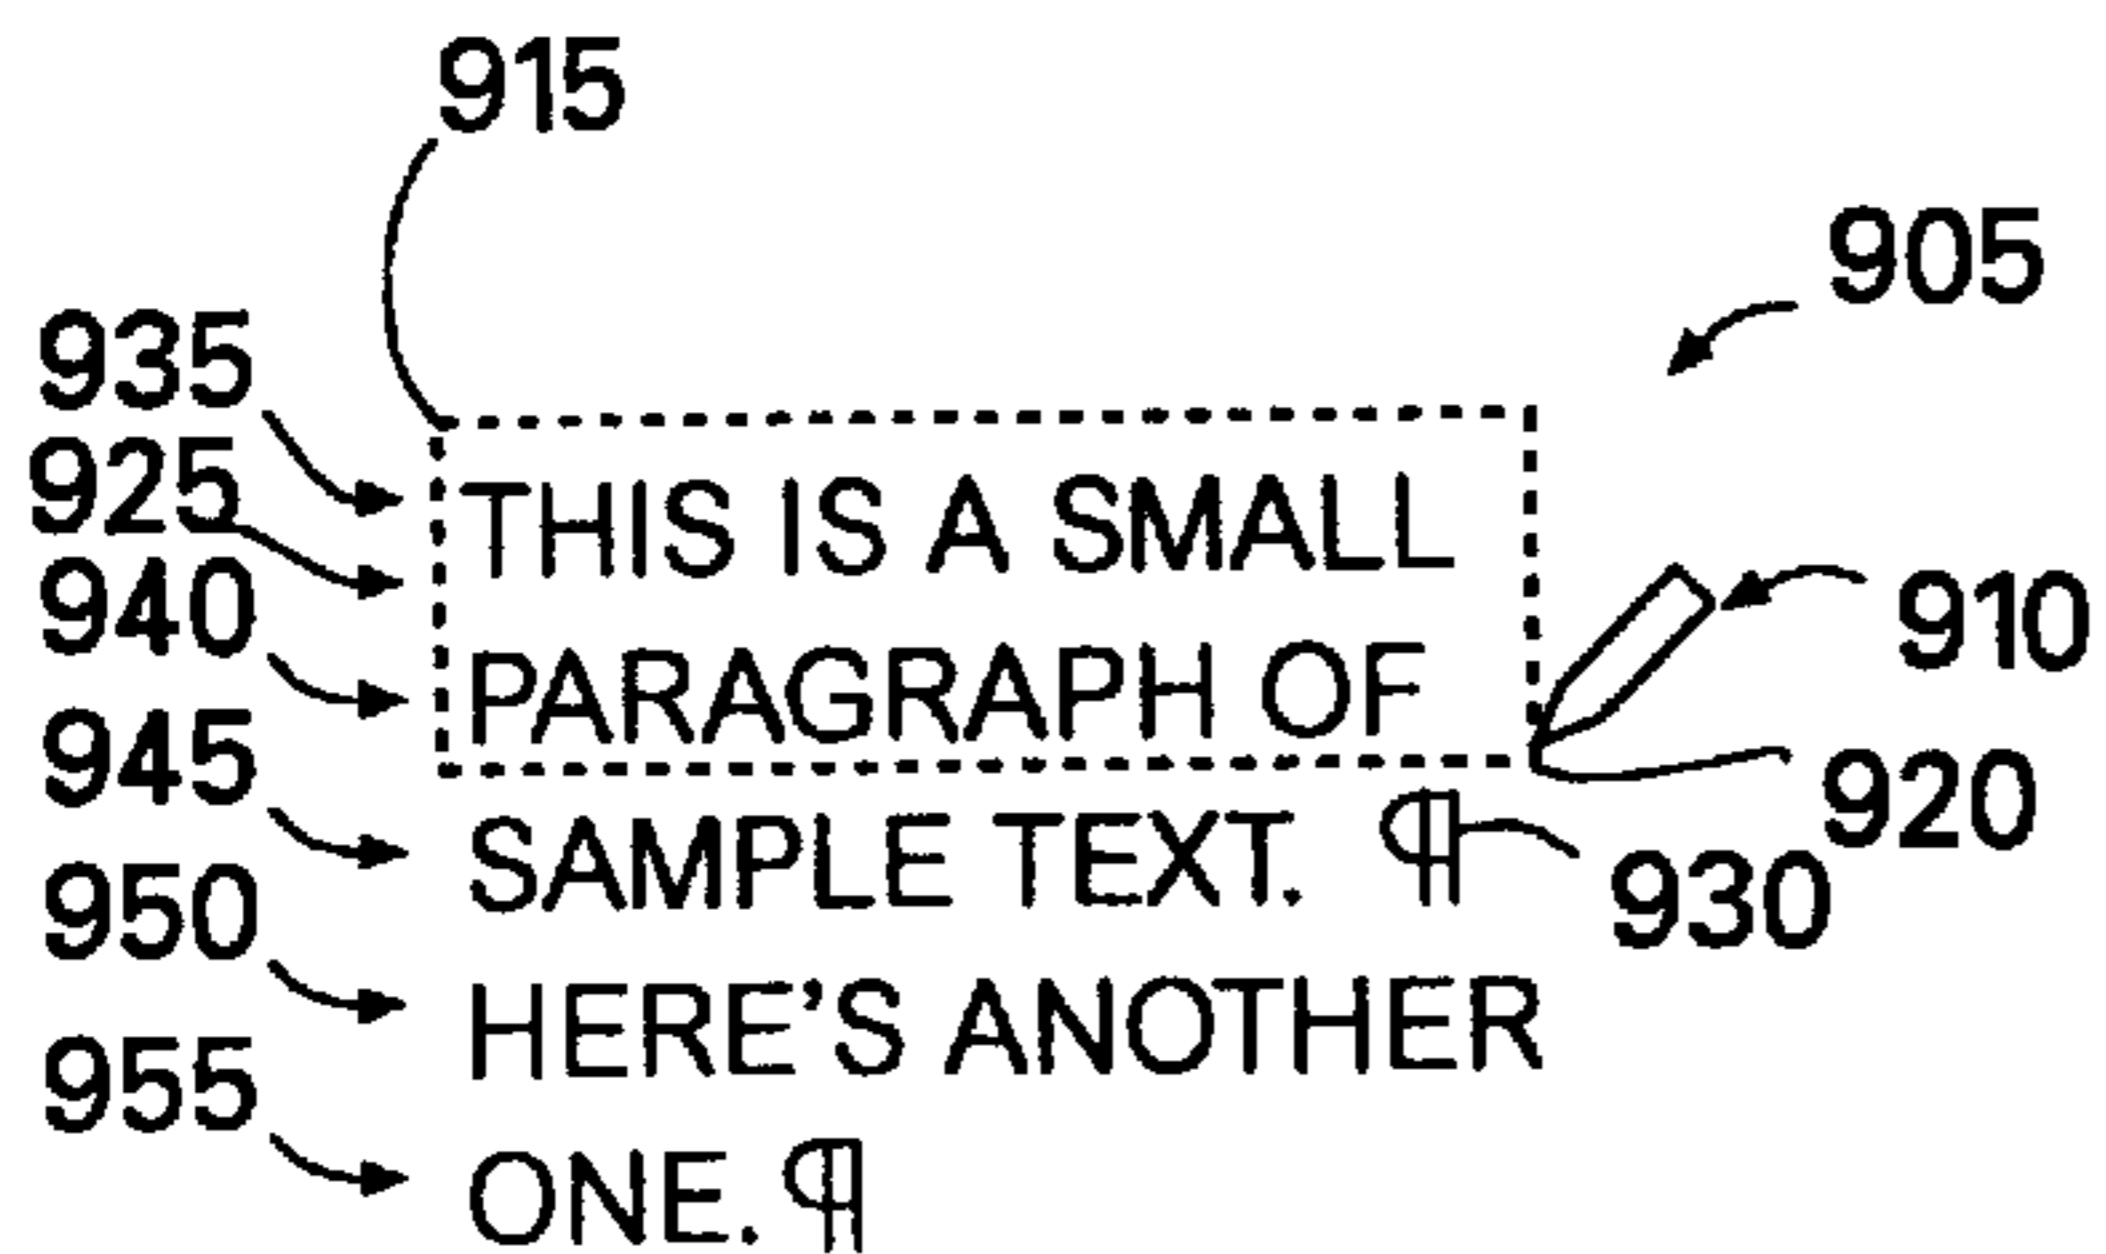 915
905
935
THIS IS A SMALL
925
910
940
PARAGRAPH OF
945
920
SAMPLE TEXT. ¶
930
950
HERE'S ANOTHER
955
ONE. ¶